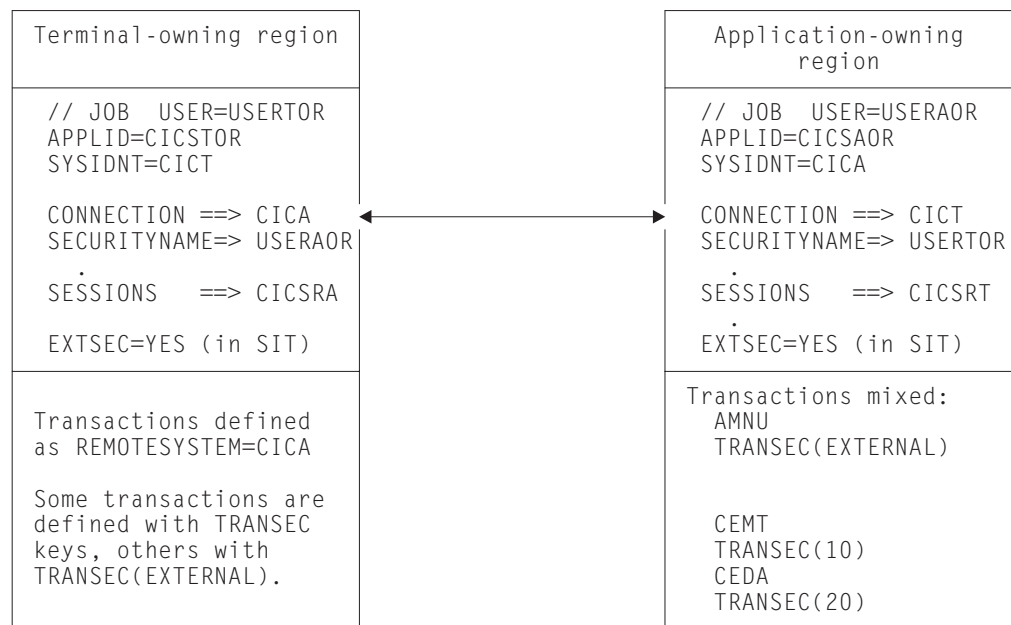 Terminal-owning region
// JOB  USER=USERTOR
APPLID=CICSTOR
SYSIDNT=CICT
CONNECTION ==> CICA
SECURITYNAME=> USERAOR
.
SESSIONS   ==> CICSRA
EXTSEC=YES (in SIT)
Transactions defined
as REMOTESYSTEM=CICA
Some transactions are
defined with TRANSEC
keys, others with
TRANSEC(EXTERNAL).
Application-owning
region
// JOB  USER=USERAOR
APPLID=CICSAOR
SYSIDNT=CICA
CONNECTION ==> CICT
SECURITYNAME=> USERTOR
.
SESSIONS   ==> CICSRT
.
EXTSEC=YES (in SIT)
Transactions mixed:
AMNU
TRANSEC(EXTERNAL)
CEMT
TRANSEC(10)
CEDA
TRANSEC(20)